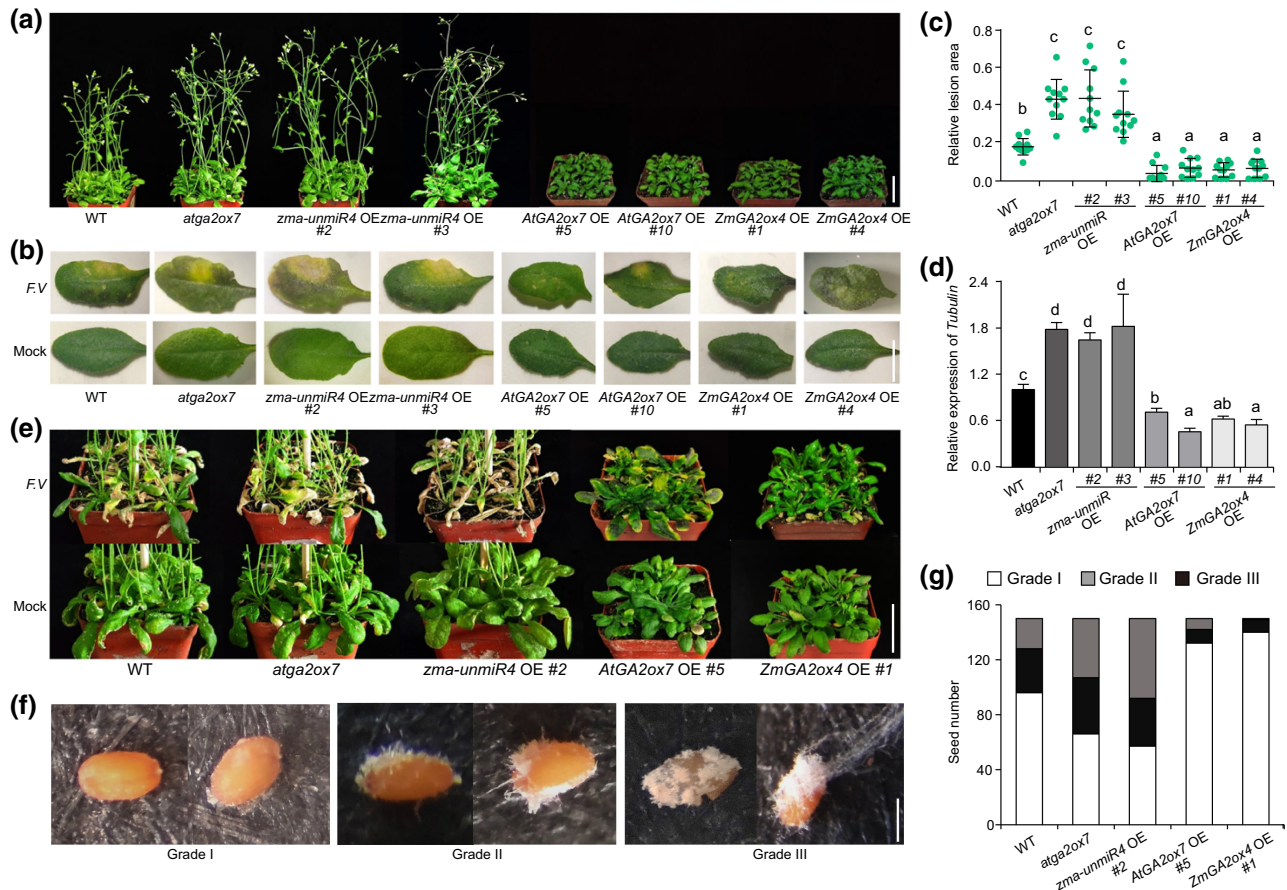 (a)
WT
atga2ox7
zma-unmiR4 OE #2
zma-unmiR4 OE #3
AtGA2ox7 OE #5
AtGA2ox7 OE #10
ZmGA2ox4 OE #1
ZmGA2ox4 OE #4
(b)
F.V
Mock
WT
atga2ox7
zma-unmiR4 OE #2
zma-unmiR4 OE #3
AtGA2ox7 OE #5
AtGA2ox7 OE #10
ZmGA2ox4 OE #1
ZmGA2ox4 OE #4
(c)
Relative lesion area
0.8
0.6
0.4
0.2
0.0
b
c
c
c
a
a
a
a
#2 #3 #5 #10 #1 #4
WT
atga2ox7
zma-unmiR OE
AtGA2ox7 OE
ZmGA2ox4 OE
(d)
Relative expression of Tubulin
2.4
1.8
1.2
0.6
0.0
c
d
d
d
b
a
ab
a
#2 #3 #5 #10 #1 #4
WT
atga2ox7
zma-unmiR OE
AtGA2ox7 OE
ZmGA2ox4 OE
(e)
F.V
Mock
WT
atga2ox7
zma-unmiR4 OE #2
AtGA2ox7 OE #5
ZmGA2ox4 OE #1
(f)
Grade I
Grade II
Grade III
(g)
Grade I Grade II Grade III
Seed number
160
120
80
140
0
WT
atga2ox7
zma-unmiR4 OE #2
AtGA2ox7 OE #5
ZmGA2ox4 OE #1